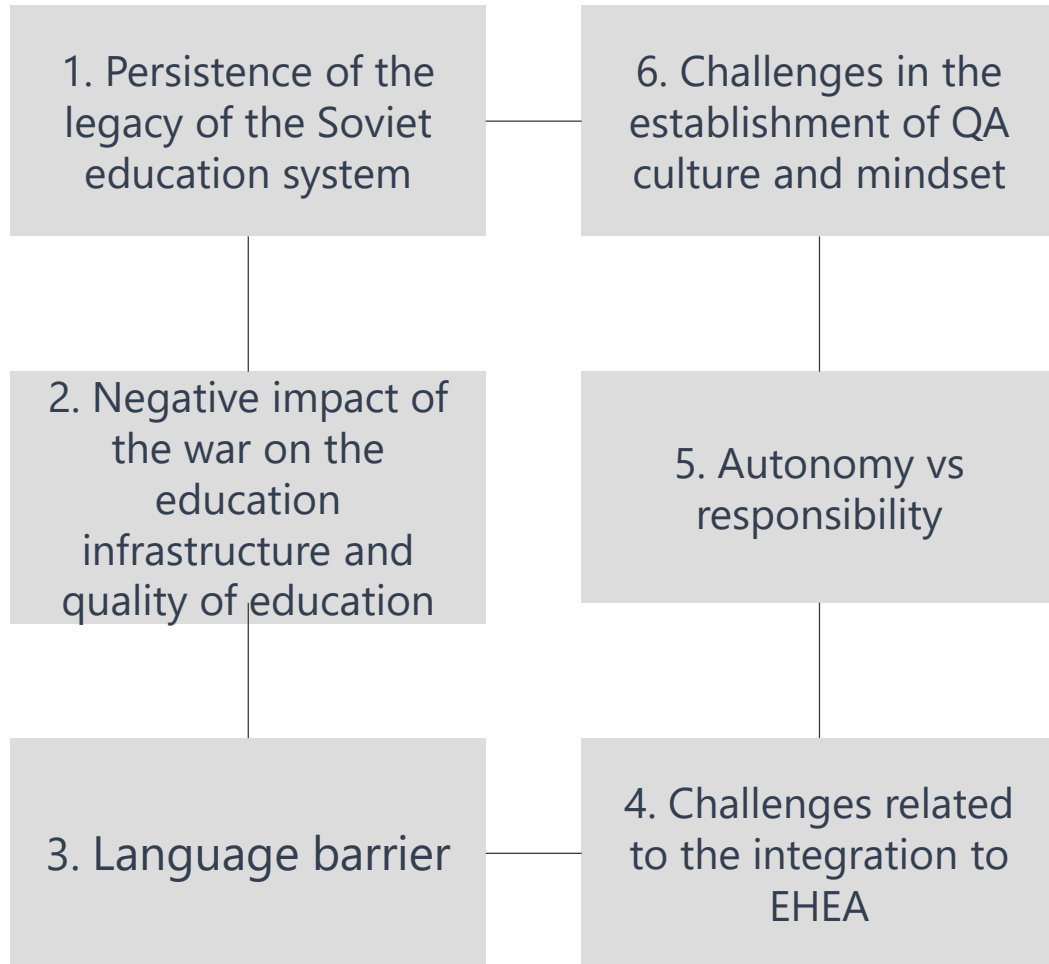 1. Persistence of the
legacy of the Soviet
education system
2. Negative impact of
the war on the
education
infrastructure and
quality of education
3. Language barrier
4. Challenges related
to the integration to
EHEA
5. Autonomy vs
responsibility
6. Challenges in the
establishment of QA
culture and mindset